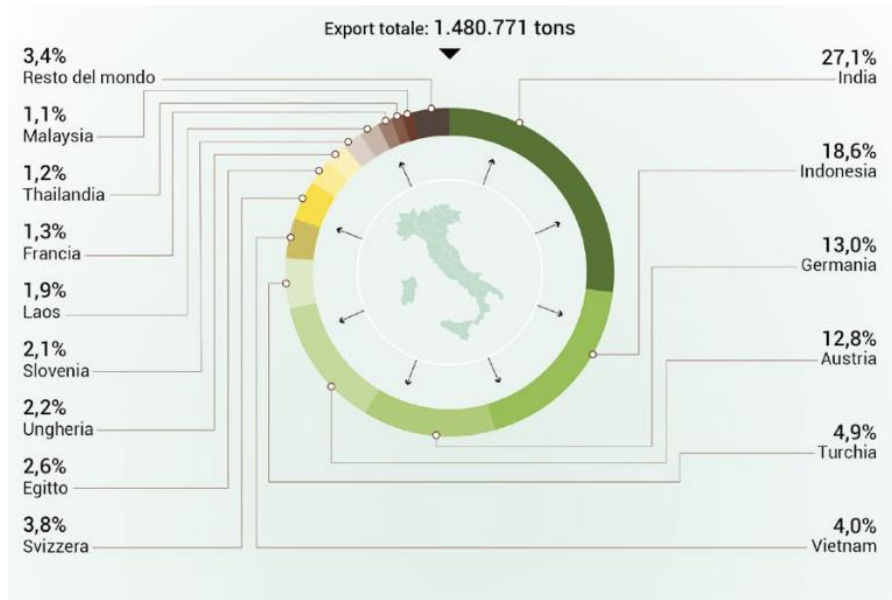 Export totale: 1.480.771 tons
3,4%
Resto del mondo
1,1%
Malaysia
1,2%
Thailandia
1,3%
Francia
1,9%
Laos
2,1%
Slovenia
2,2%
Ungheria
2,6%
Egitto
3,8%
Svizzera
27,1%
India
18,6%
Indonesia
13,0%
Germania
12,8%
Austria
4,9%
Turchia
4,0%
Vietnam